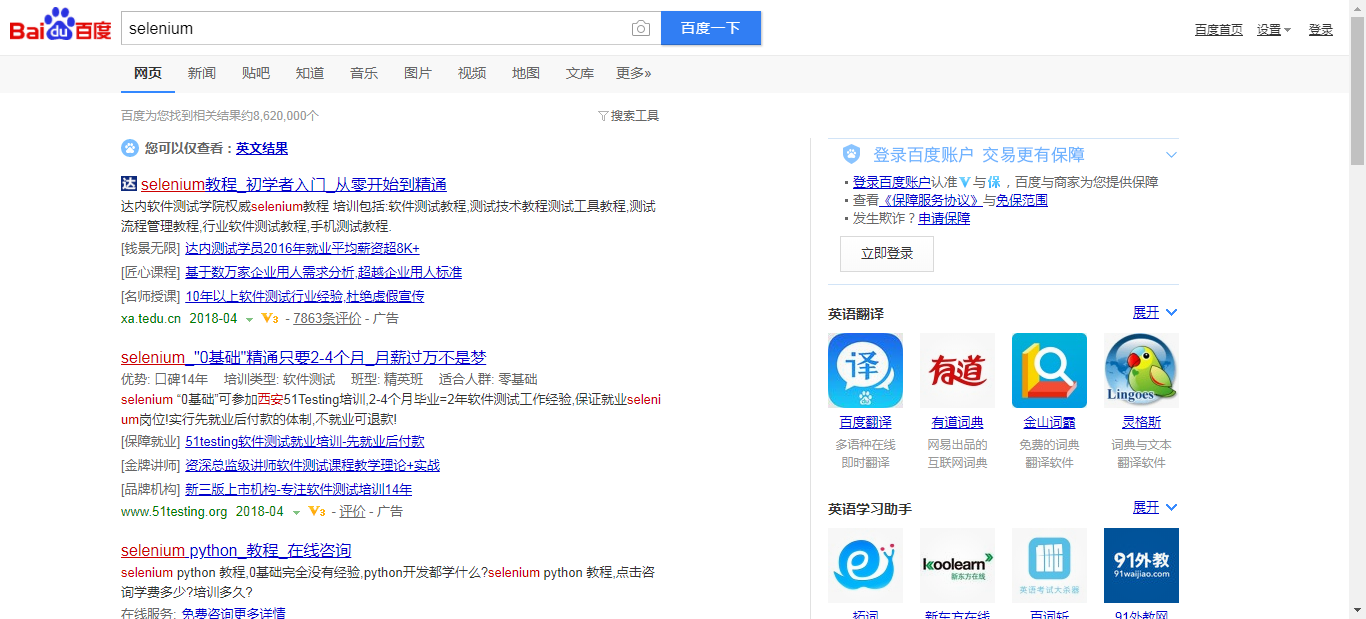 Bai du 百度
selenium
百度一下
百度首页 设置 登录
网页 新闻 贴吧 知道 音乐 图片 视频 地图 文库 更多»
百度为您找到相关结果约8,620,000个
搜索工具
您可以仅查看：英文结果
达 selenium教程_初学者入门_从零开始到精通
达内软件测试学院权威selenium教程 培训包括:软件测试教程,测试技术教程测试工具教程,测试
流程管理教程,行业软件测试教程,手机测试教程.
[钱景无限] 达内测试学员2016年就业平均薪资超8K+
[匠心课程] 基于数万家企业用人需求分析,超越企业用人标准
[名师授课] 10年以上软件测试行业经验,杜绝虚假宣传
xa.tedu.cn 2018-04 V3 - 7863条评价 - 广告
selenium_"0基础"精通只要2-4个月_月薪过万不是梦
优势: 口碑14年 培训类型: 软件测试 班型: 精英班 适合人群: 零基础
selenium “0基础”可参加西安51Testing培训,2-4个月毕业=2年软件测试工作经验,保证就业seleni
um岗位!实行先就业后付款的体制,不就业可退款!
[保障就业] 51testing软件测试就业培训-先就业后付款
[金牌讲师] 资深总监级讲师软件测试课程教学理论+实战
[品牌机构] 新三版上市机构-专注软件测试培训14年
www.51testing.org 2018-04 V3 - 评价 - 广告
selenium python_教程_在线咨询
selenium python 教程,0基础完全没有经验,python开发都学什么?selenium python 教程,点击咨
询学费多少?培训多久?
在线服务: 免费咨询更多详情
登录百度账户 交易更有保障
登录百度账户认准V与保，百度与商家为您提供保障
查看《保障服务协议》与免保范围
发生欺诈？申请保障
立即登录
英语翻译 展开
译 有道 Lingoes
百度翻译 有道词典 金山词霸 灵格斯
多语种在线 网易出品的 免费的词典 词典与文本
即时翻译 互联网词典 翻译软件 翻译软件
英语学习助手 展开
koolearn 新东方在线
英语考试大杀器
91外教
91waijiao.com
拓词 新东方在线 百词斩 91外教网